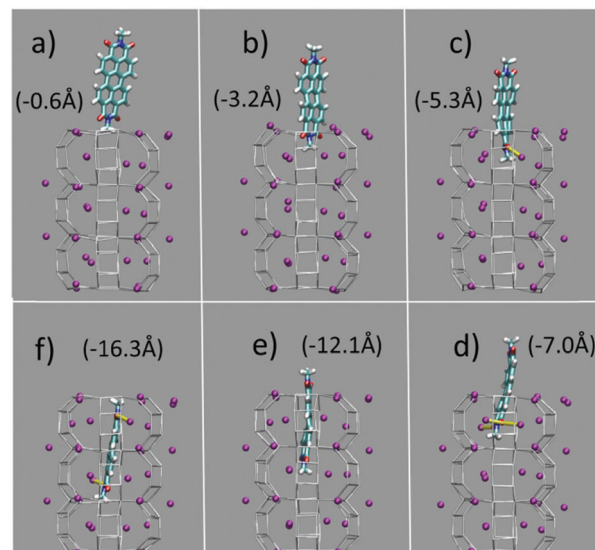 a)
(-0.6Å)
b)
(-3.2Å)
c)
(-5.3Å)
f)
(-16.3Å)
e)
(-12.1Å)
d)
(-7.0Å)